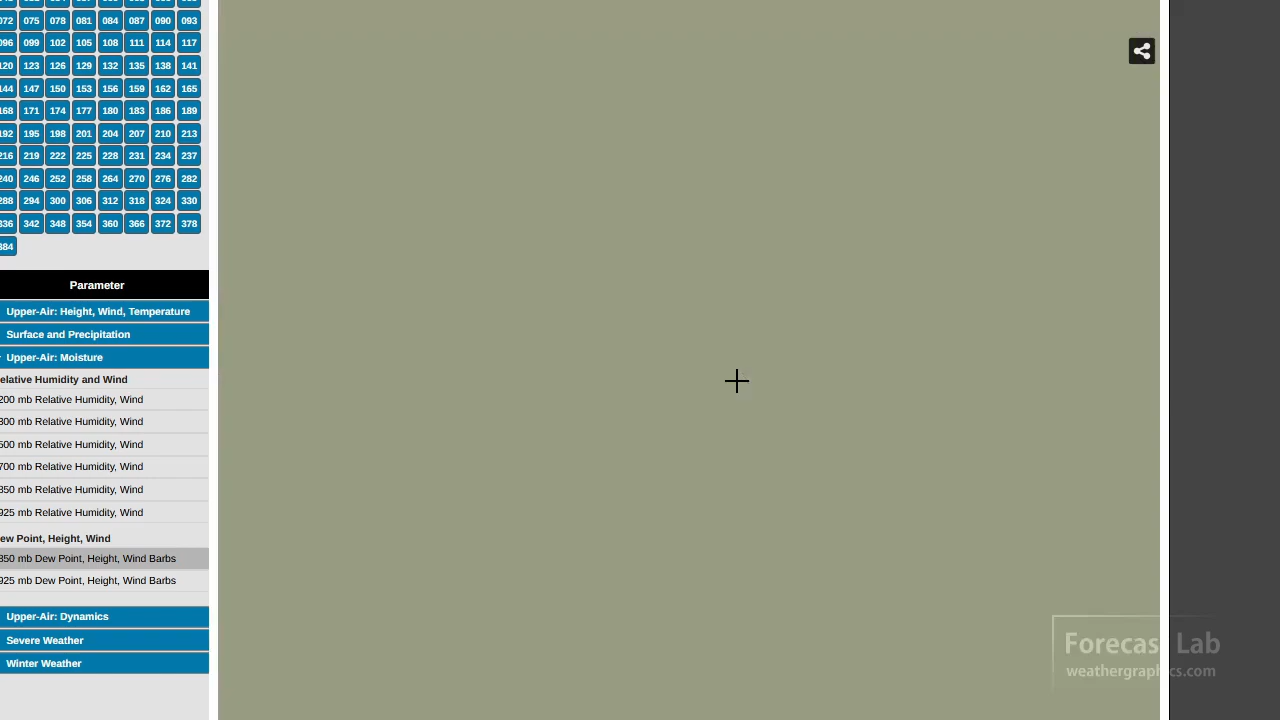 072 075 078 081 084 087 090 093
096 099 102 105 108 111 114 117
120 123 126 129 132 135 138 141
144 147 150 153 156 159 162 165
168 171 174 177 180 183 186 189
192 195 198 201 204 207 210 213
216 219 222 225 228 231 234 237
240 246 252 258 264 270 276 282
288 294 300 306 312 318 324 330
336 342 348 354 360 366 372 378
384
Parameter
Upper-Air: Height, Wind, Temperature
Surface and Precipitation
Upper-Air: Moisture
elative Humidity and Wind
200 mb Relative Humidity, Wind
300 mb Relative Humidity, Wind
500 mb Relative Humidity, Wind
700 mb Relative Humidity, Wind
850 mb Relative Humidity, Wind
925 mb Relative Humidity, Wind
ew Point, Height, Wind
850 mb Dew Point, Height, Wind Barbs
925 mb Dew Point, Height, Wind Barbs
Upper-Air: Dynamics
Severe Weather
Winter Weather
Forecast Lab
weathergraphics.com